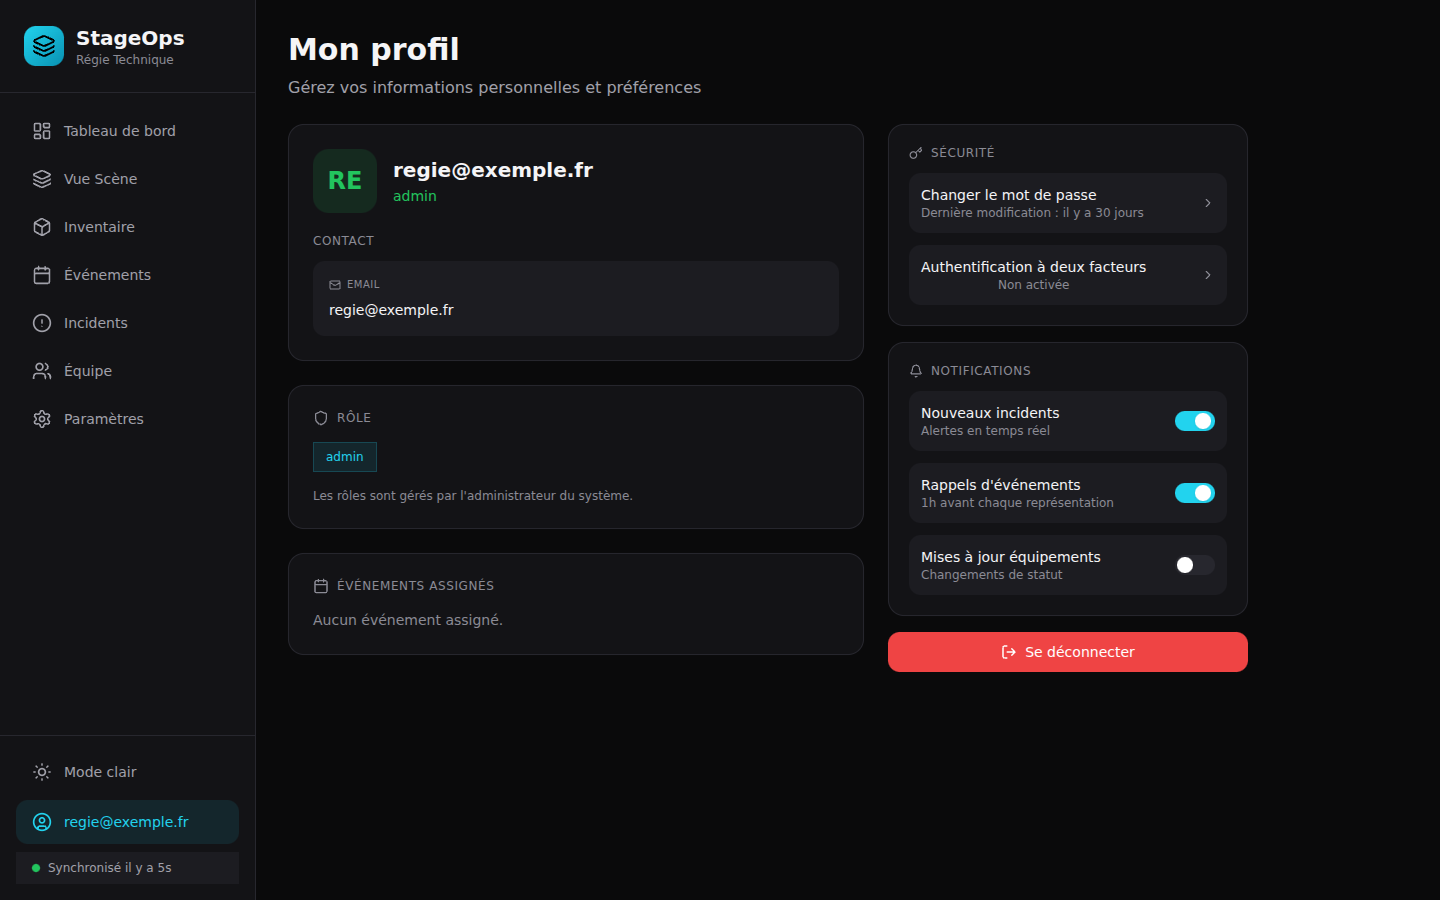 StageOps
Régie Technique
Tableau de bord
Vue Scène
Inventaire
Événements
Incidents
Équipe
Paramètres
Mode clair
regie@exemple.fr
Synchronisé il y a 5s
Mon profil
Gérez vos informations personnelles et préférences
RE
regie@exemple.fr
admin
CONTACT
EMAIL
regie@exemple.fr
RÔLE
admin
Les rôles sont gérés par l'administrateur du système.
ÉVÉNEMENTS ASSIGNÉS
Aucun événement assigné.
SÉCURITÉ
Changer le mot de passe
Dernière modification : il y a 30 jours
Authentification à deux facteurs
Non activée
NOTIFICATIONS
Nouveaux incidents
Alertes en temps réel
Rappels d'événements
1h avant chaque représentation
Mises à jour équipements
Changements de statut
Se déconnecter